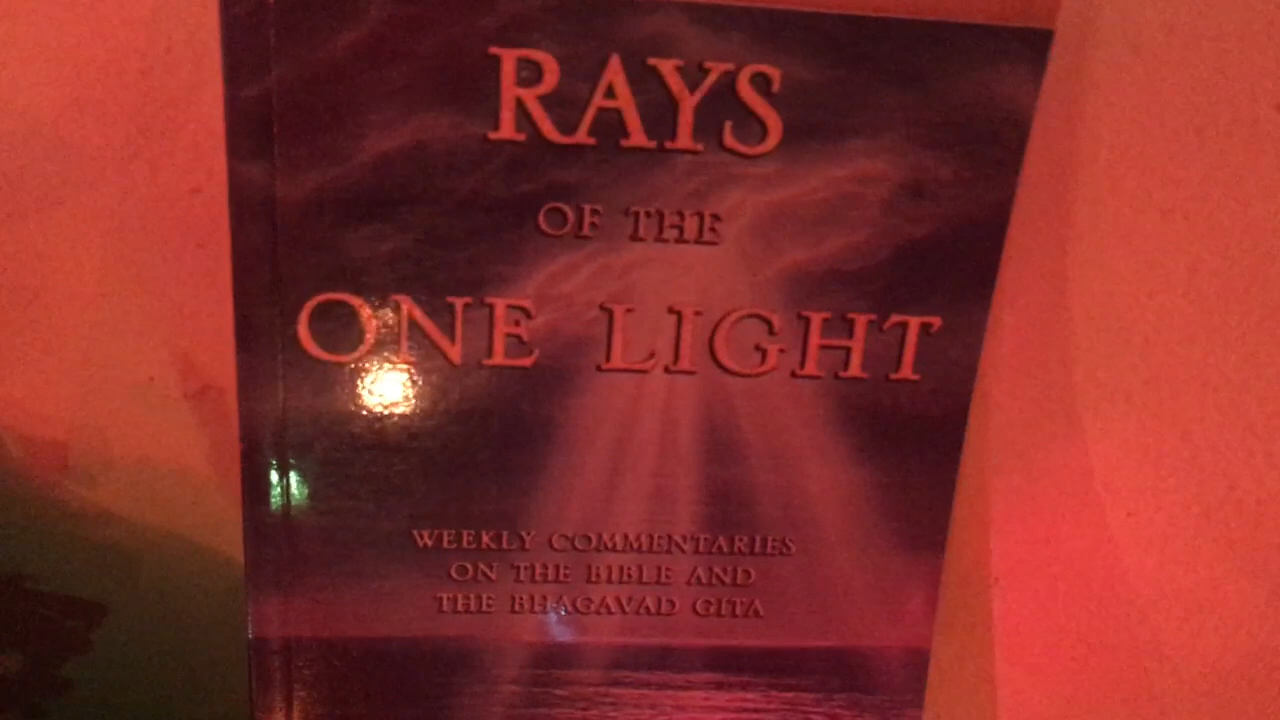 RAYS
OF THE
ONE LIGHT
WEEKLY COMMENTARIES
ON THE BIBLE AND
THE BHAGAVAD GITA